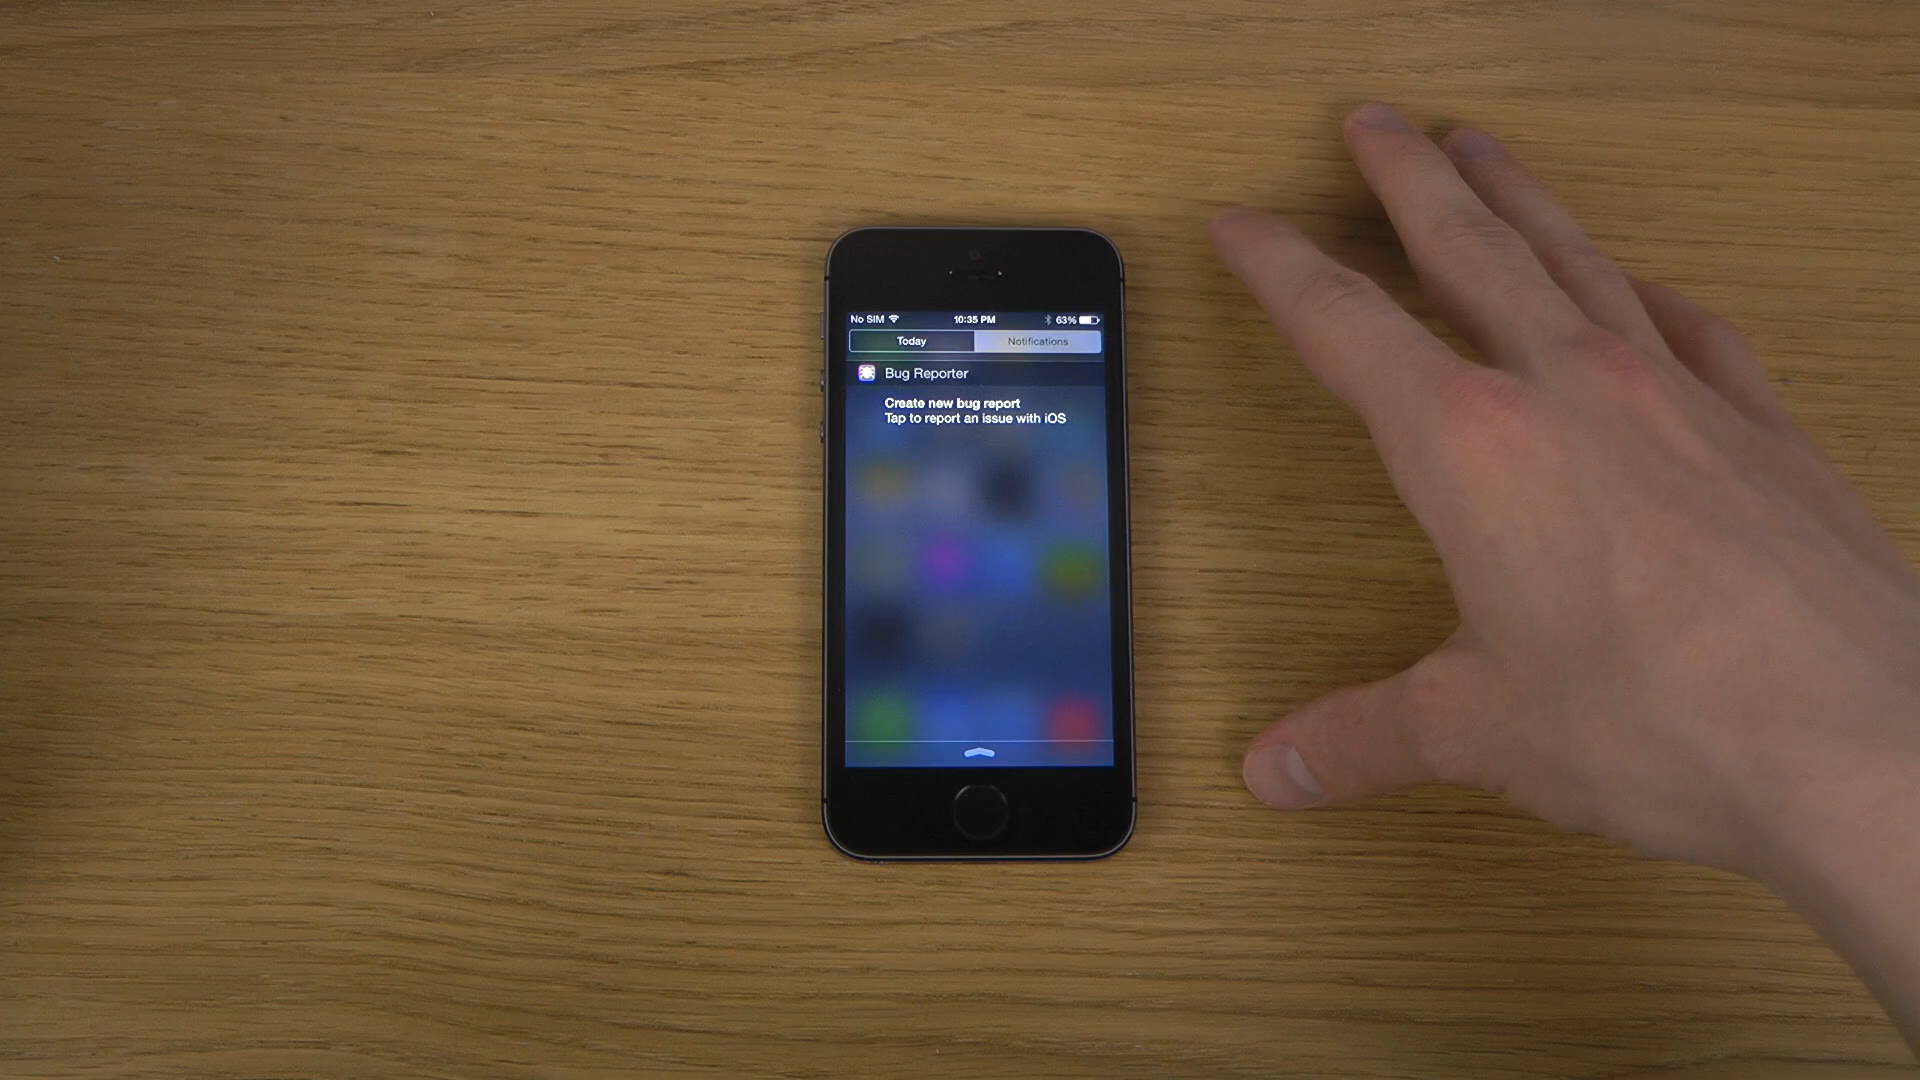 No SIM 10:35 PM 63%
Today Notifications
Bug Reporter
Create new bug report
Tap to report an issue with iOS